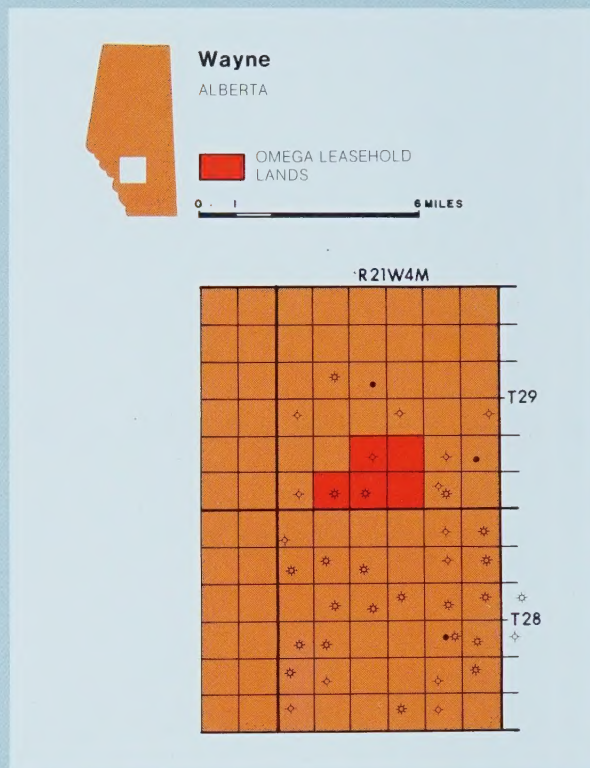 Wayne
ALBERTA
OMEGA LEASEHOLD
LANDS
0 1 6 MILES
R21W4M
T29
T28